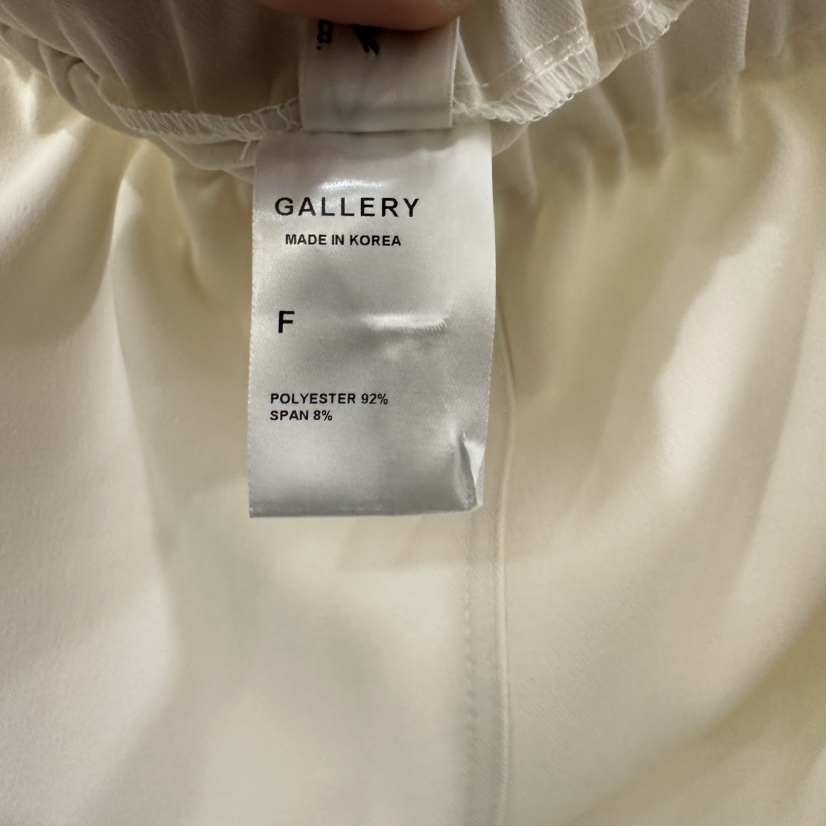 GALLERY
MADE IN KOREA
F
POLYESTER 92%
SPAN 8%